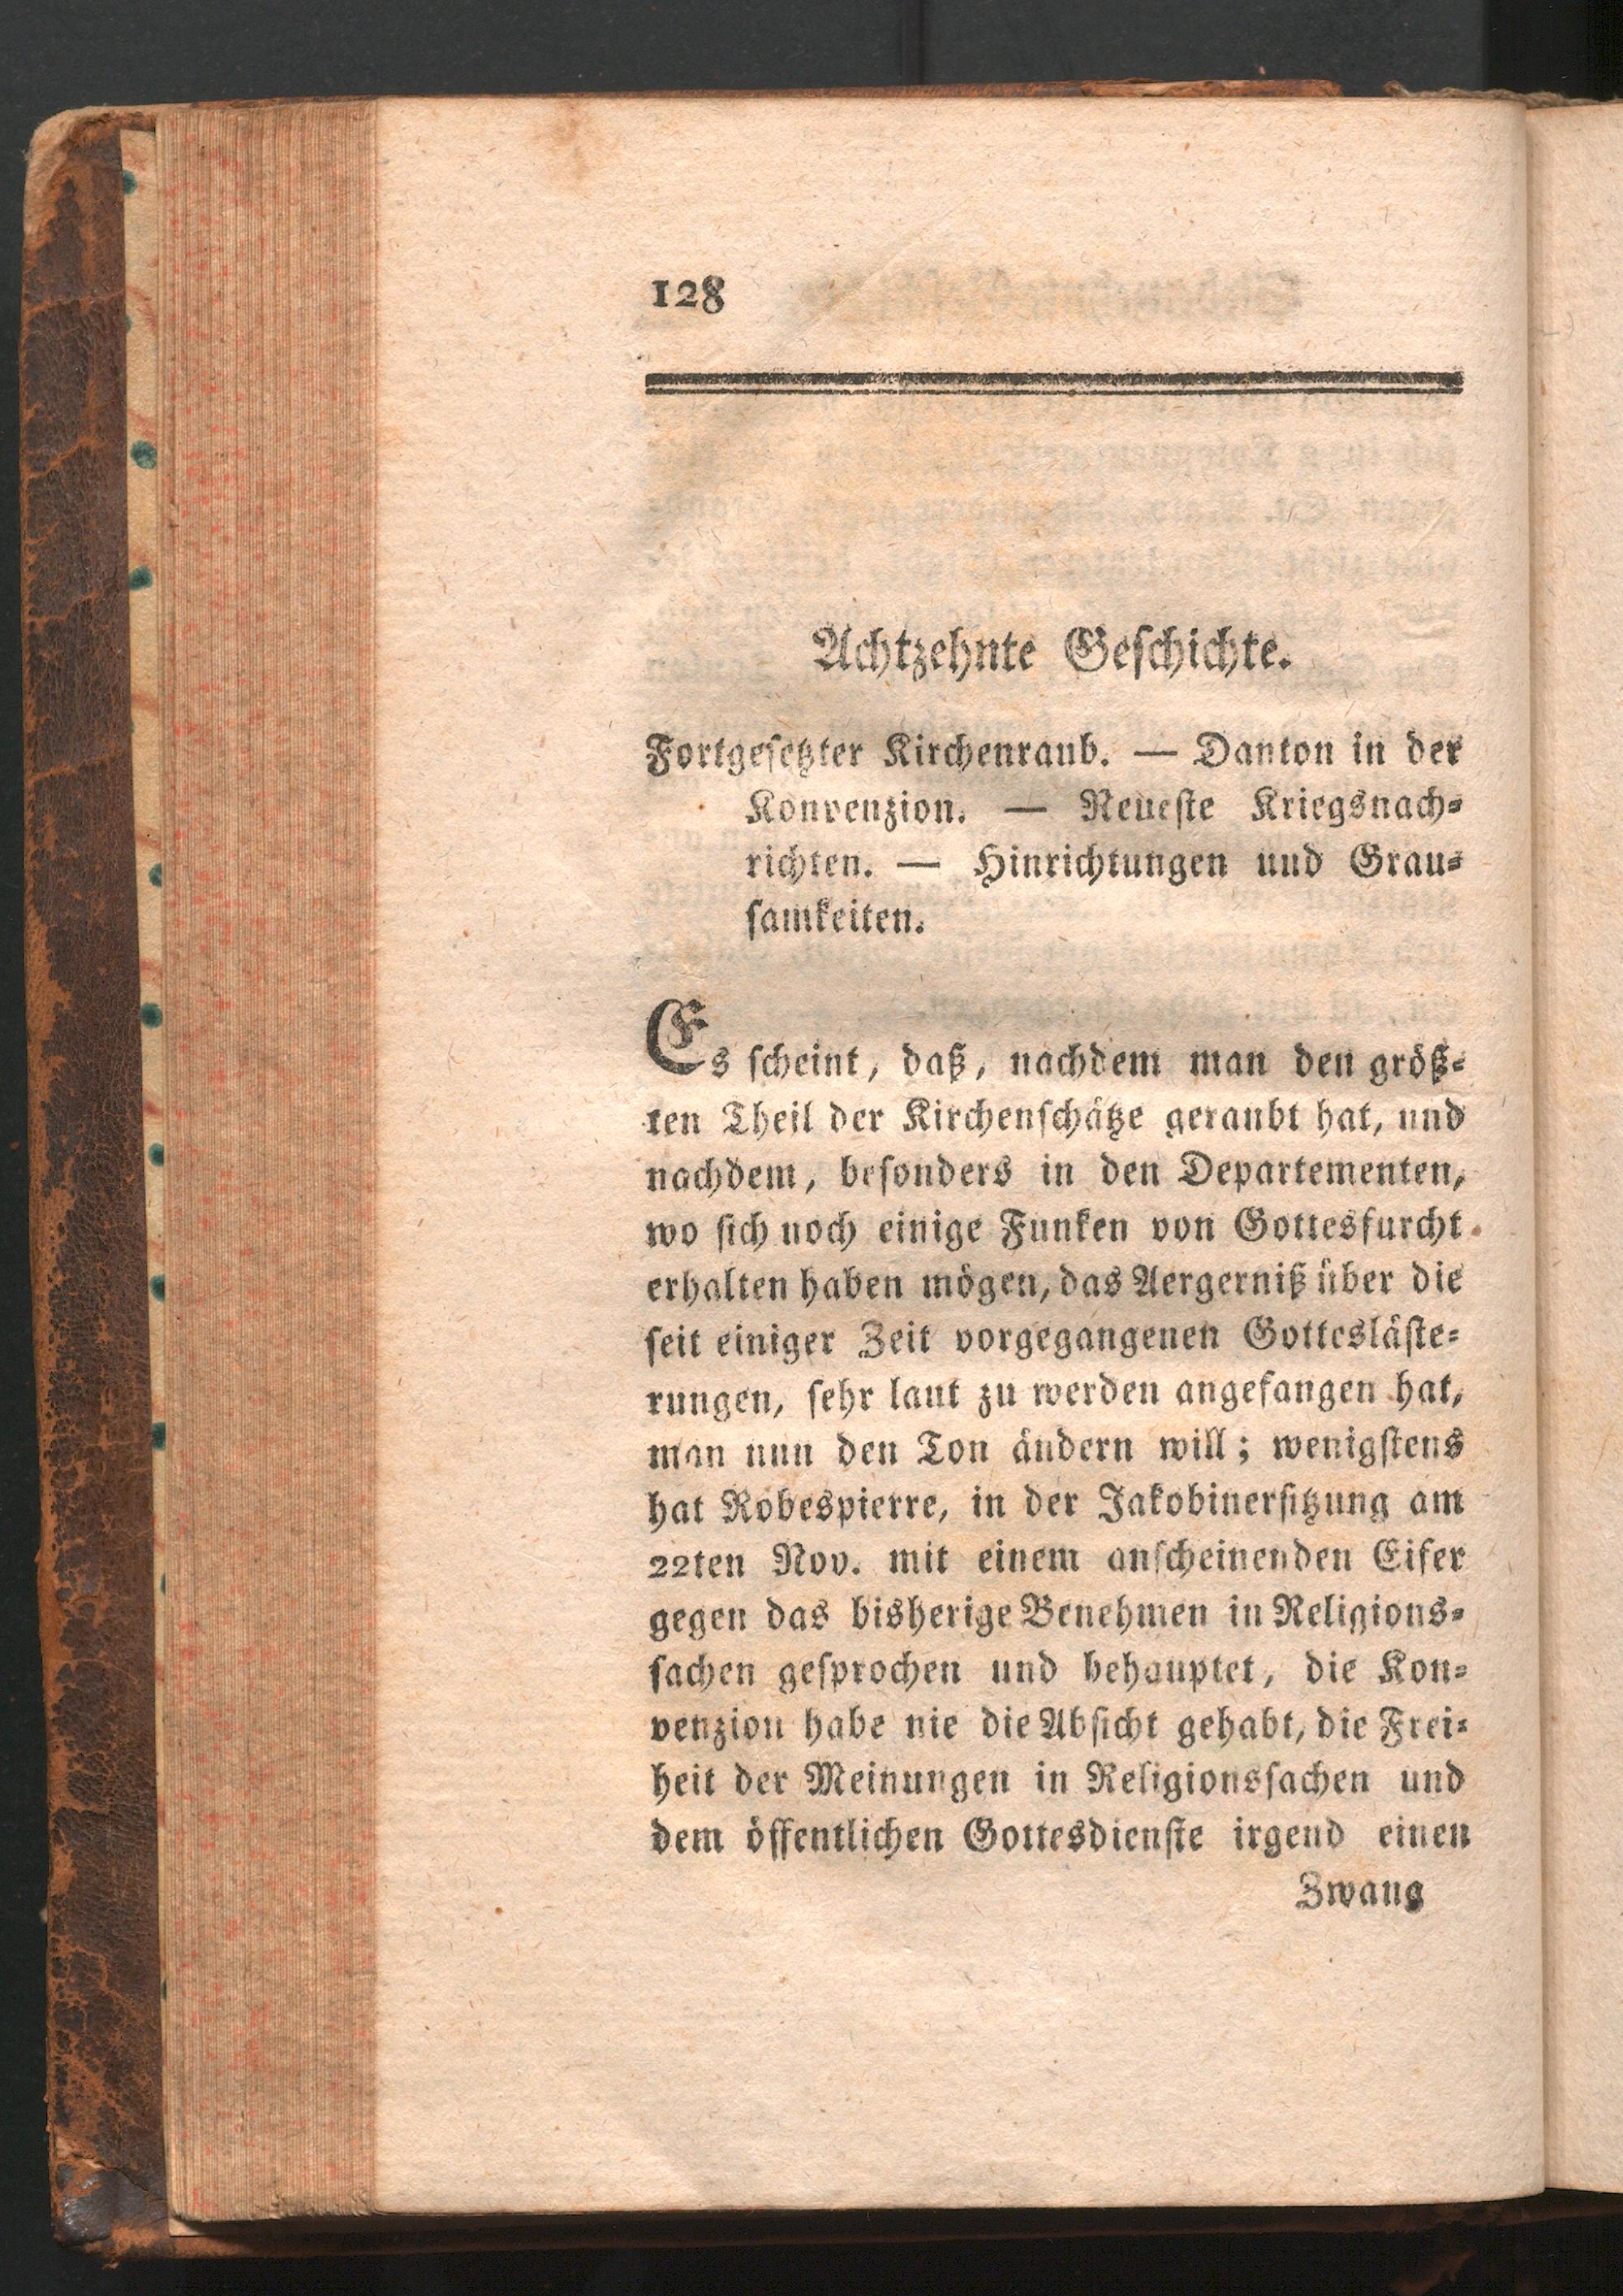 128
Achtzehnte Geschichte.
Fortgesetzter Kirchenraub. — Danton in der
Konvenzion. — Neueste Kriegsnach-
richten. — Hinrichtungen und Grau-
samkeiten.
Es scheint, daß, nachdem man den größ-
ten Theil der Kirchenschätze geraubt hat, und
nachdem, besonders in den Departementen,
wo sich noch einige Funken von Gottesfurcht
erhalten haben mögen, das Aergerniß über die
seit einiger Zeit vorgegangenen Gottesläste-
rungen, sehr laut zu werden angefangen hat,
man nun den Ton ändern will; wenigstens
hat Robespierre, in der Jakobinersitzung am
22ten Nov. mit einem anscheinenden Eifer
gegen das bisherige Benehmen in Religions-
sachen gesprochen und behauptet, die Kon-
venzion habe nie die Absicht gehabt, die Frei-
heit der Meinungen in Religionssachen und
dem öffentlichen Gottesdienste irgend einen
Zwang